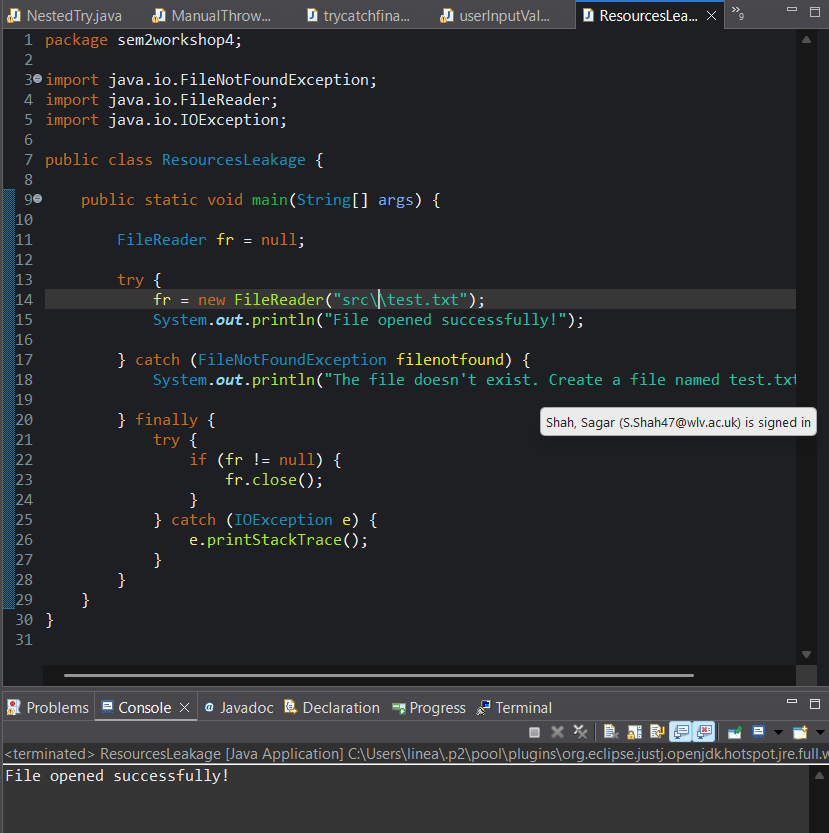 NestedTry.java ManualThrow... trycatchfina... userInputVal... ResourcesLeak... 9
1 package sem2workshop4;
2
3 import java.io.FileNotFoundException;
4 import java.io.FileReader;
5 import java.io.IOException;
6
7 public class ResourcesLeakage {
8
9 public static void main(String[] args) {
10
11 FileReader fr = null;
12
13 try {
14 fr = new FileReader("src\\test.txt");
15 System.out.println("File opened successfully!");
16
17 } catch (FileNotFoundException filenotfound) {
18 System.out.println("The file doesn't exist. Create a file named test.txt
19
20 } finally {
Shah, Sagar (S.Shah47@wlv.ac.uk) is signed in
21 try {
22 if (fr != null) {
23 fr.close();
24 }
25 } catch (IOException e) {
26 e.printStackTrace();
27 }
28 }
29 }
30 }
31
Problems Console Javadoc Declaration Progress Terminal
<terminated> ResourcesLeakage [Java Application] C:\Users\linea\.p2\pool\plugins\org.eclipse.justj.openjdk.hotspot.jre.full.w
File opened successfully!